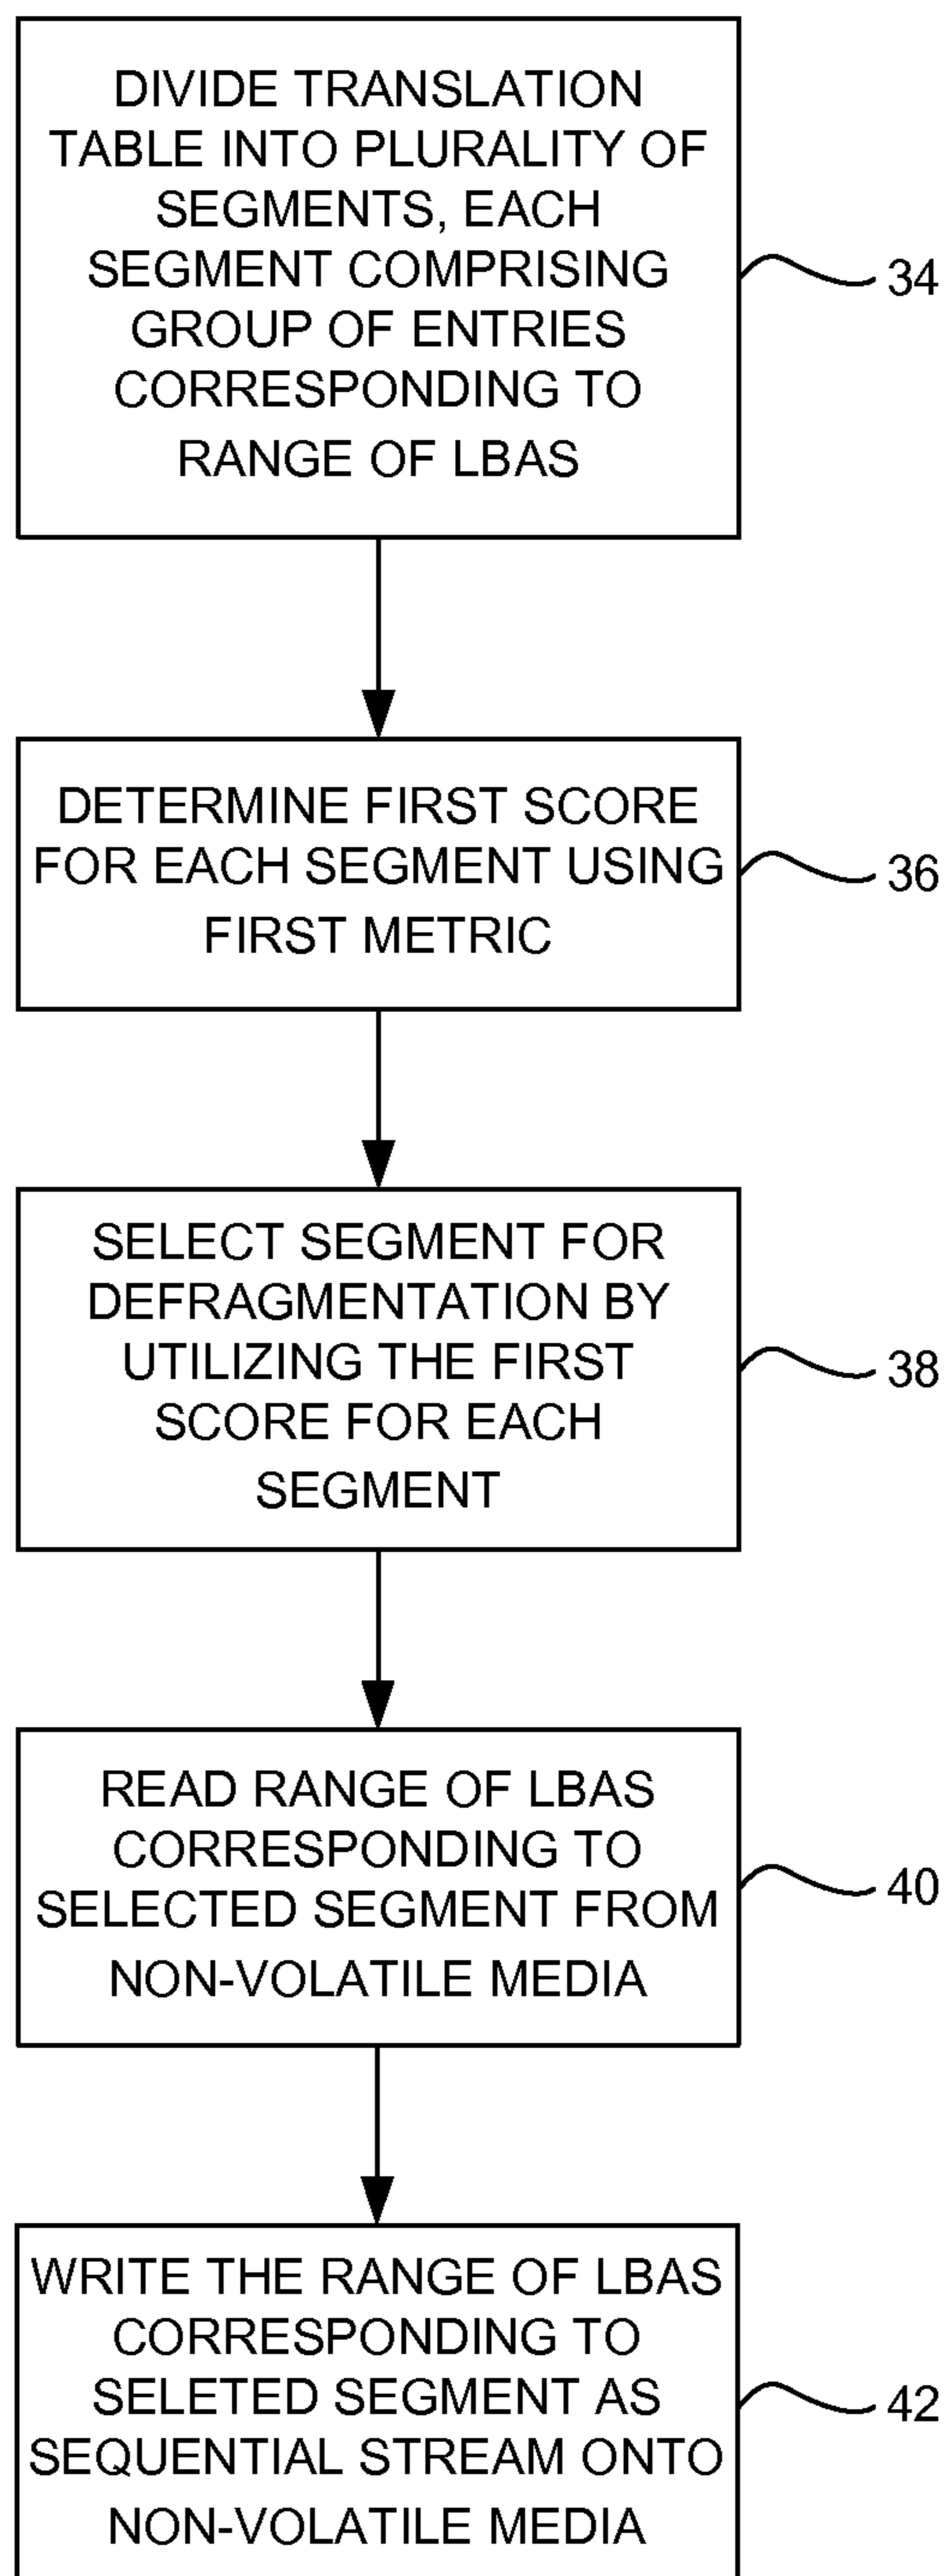 DIVIDE TRANSLATION
TABLE INTO PLURALITY OF
SEGMENTS, EACH
SEGMENT COMPRISING
GROUP OF ENTRIES
CORRESPONDING TO
RANGE OF LBAS
34
DETERMINE FIRST SCORE
FOR EACH SEGMENT USING
FIRST METRIC
36
SELECT SEGMENT FOR
DEFRAGMENTATION BY
UTILIZING THE FIRST
SCORE FOR EACH
SEGMENT
38
READ RANGE OF LBAS
CORRESPONDING TO
SELECTED SEGMENT FROM
NON-VOLATILE MEDIA
40
WRITE THE RANGE OF LBAS
CORRESPONDING TO
SELETED SEGMENT AS
SEQUENTIAL STREAM ONTO
NON-VOLATILE MEDIA
42